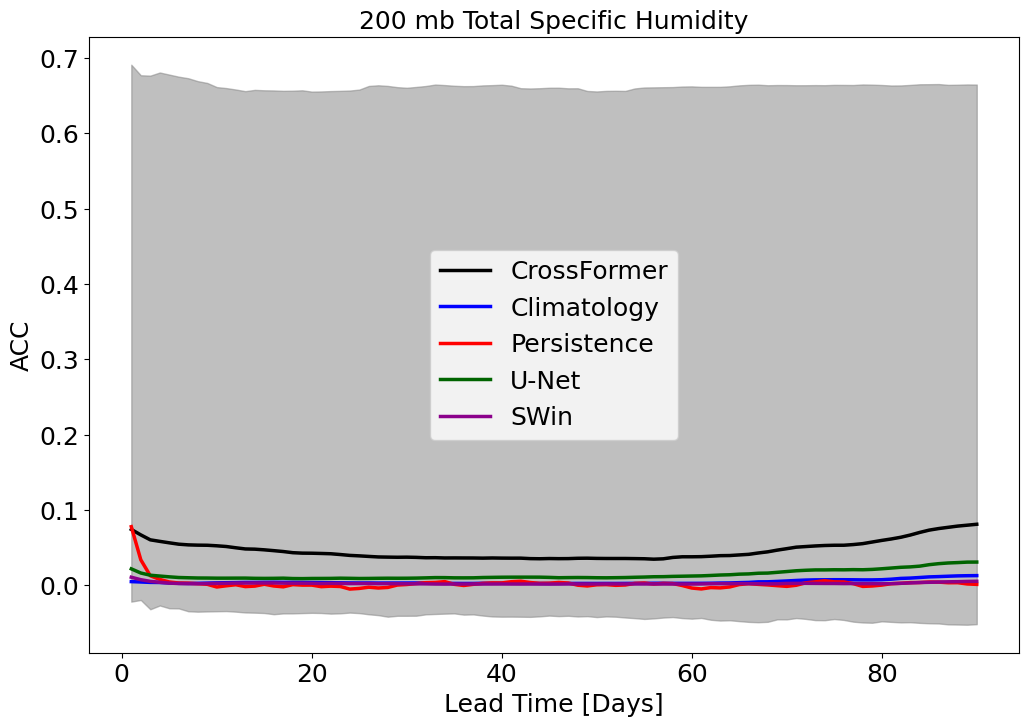 200 mb Total Specific Humidity
0.7
0.6
0.5
0.4
0.3
0.2
0.1
0.0
ACC
CrossFormer
Climatology
Persistence
U-Net
SWin
0 20 40 60 80
Lead Time [Days]